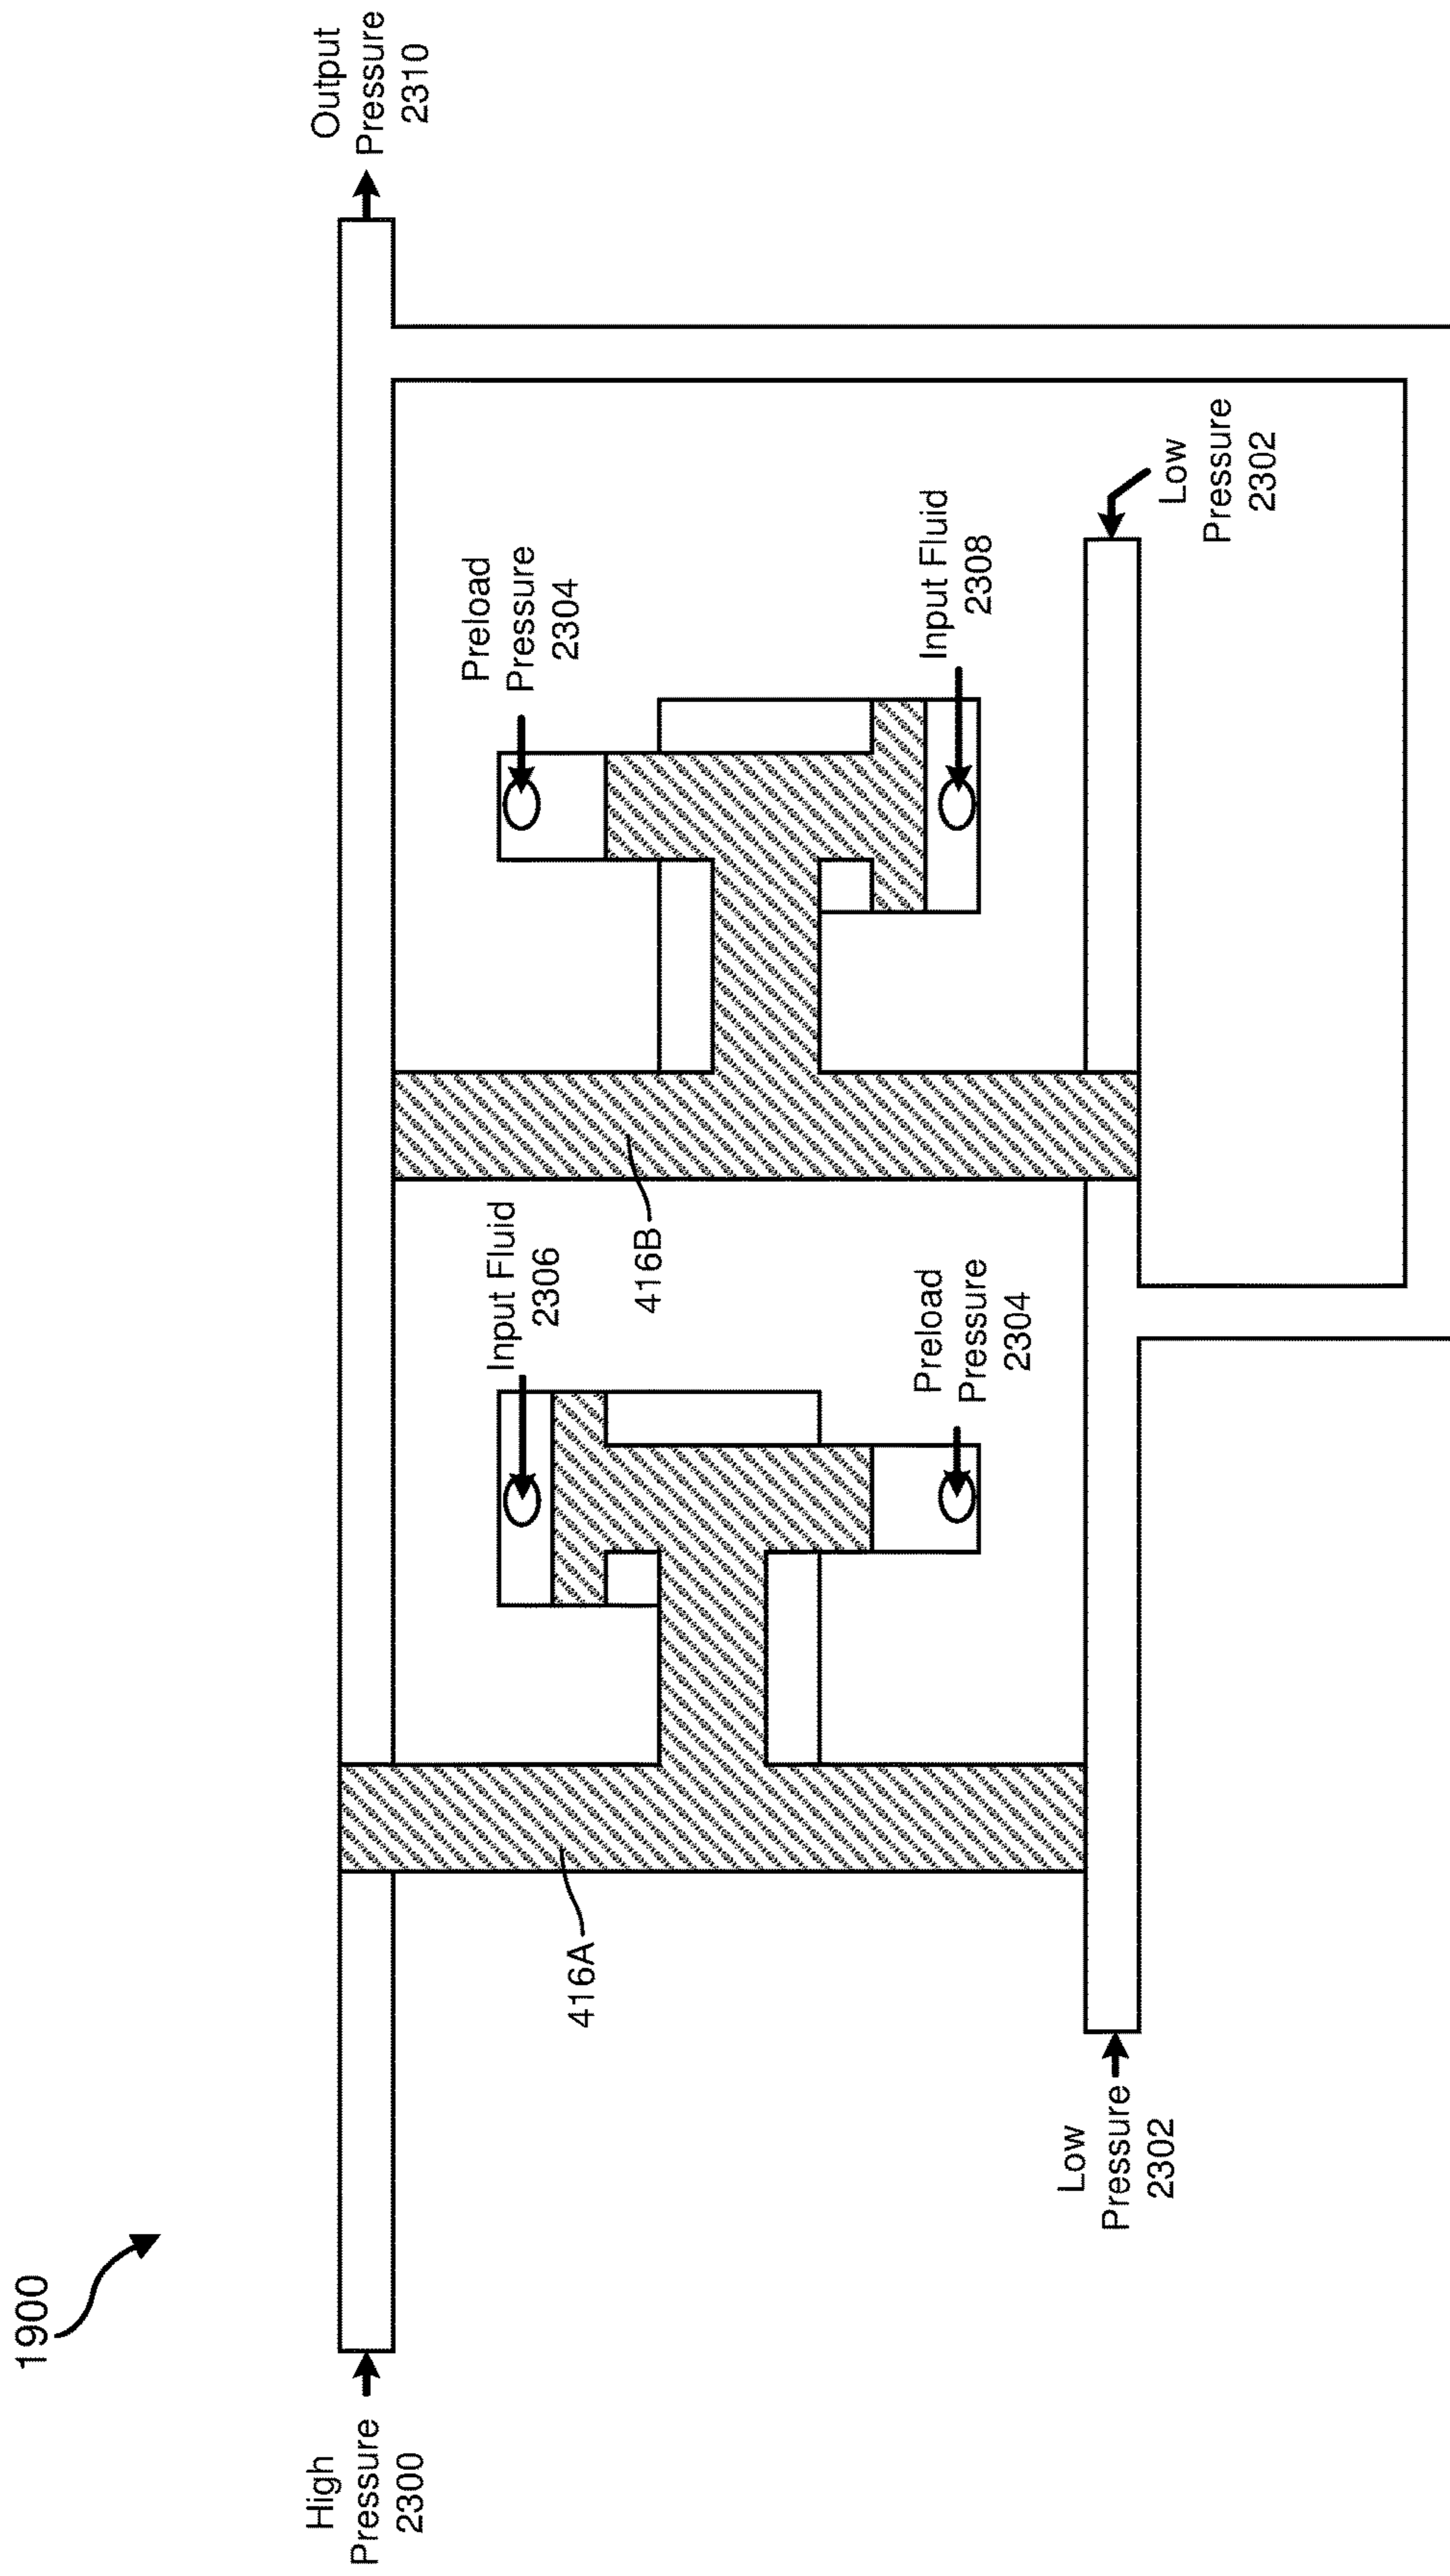 1900
High
Pressure
2300
Output
Pressure
2310
Low
Pressure
2302
416A
Input Fluid
2306
Preload
Pressure
2304
416B
Preload
Pressure
2304
Input Fluid
2308
Low
Pressure
2302